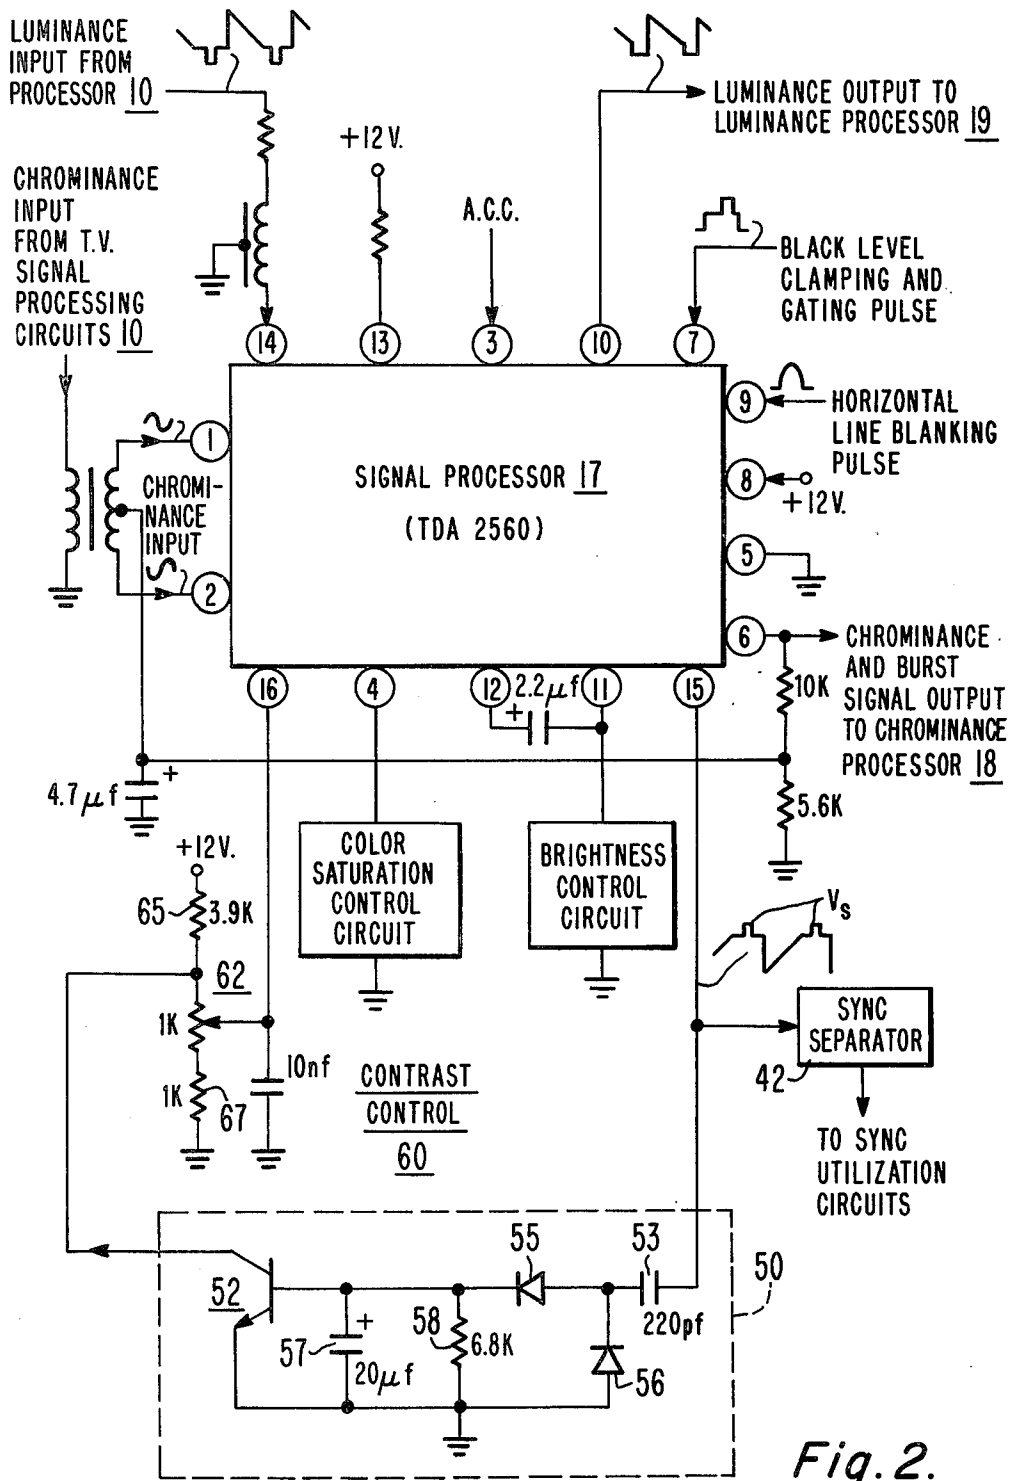 LUMINANCE
INPUT FROM
PROCESSOR 10
LUMINANCE OUTPUT TO
LUMINANCE PROCESSOR 19
+12V.
CHROMINANCE
INPUT
FROM T.V.
SIGNAL
PROCESSING
CIRCUITS 10
A.C.C.
BLACK LEVEL
CLAMPING AND
GATING PULSE
14
13
3
10
7
9
HORIZONTAL
LINE BLANKING
PULSE
1
SIGNAL PROCESSOR 17
(TDA 2560)
8
+12V.
CHROMI-
NANCE
INPUT
5
2
6
CHROMINANCE
AND BURST
SIGNAL OUTPUT
TO CHROMINANCE
PROCESSOR 18
16
4
12
2.2μf
11
15
10K
+
+
4.7μf
5.6K
+12V.
COLOR
SATURATION
CONTROL
CIRCUIT
BRIGHTNESS
CONTROL
CIRCUIT
65
3.9K
Vs
62
1K
SYNC
SEPARATOR
42
10nf
1K
67
CONTRAST
CONTROL
60
TO SYNC
UTILIZATION
CIRCUITS
55
53
50
52
+
57
20μf
58
6.8K
220pf
56
Fig. 2.